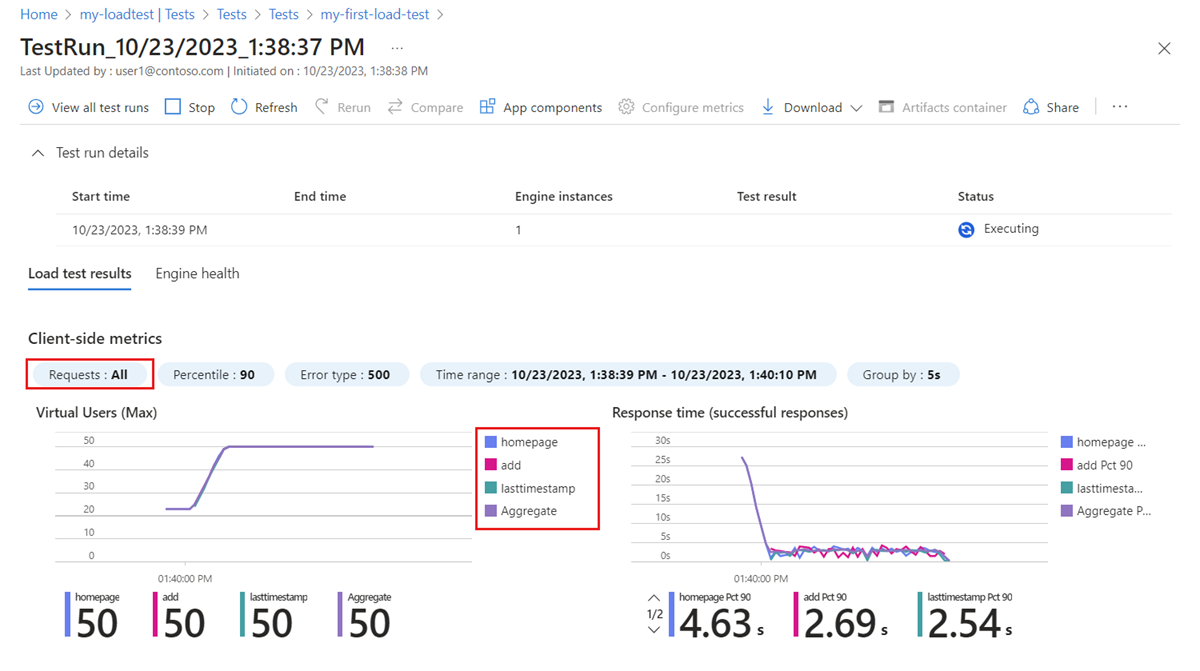 Home > my-loadtest | Tests > Tests > Tests > my-first-load-test >
TestRun_10/23/2023_1:38:37 PM ...
Last Updated by : user1@contoso.com | Initiated on : 10/23/2023, 1:38:38 PM
View all test runs Stop Refresh Rerun Compare App components Configure metrics Download Artifacts container Share ...
Test run details
Start time End time Engine instances Test result Status
10/23/2023, 1:38:39 PM 1 Executing
Load test results Engine health
Client-side metrics
Requests : All Percentile : 90 Error type : 500 Time range : 10/23/2023, 1:38:39 PM - 10/23/2023, 1:40:10 PM Group by : 5s
Virtual Users (Max)
50
40
30
20
10
0
01:40:00 PM
homepage
add
lasttimestamp
Aggregate
homepage add lasttimestamp Aggregate
50 50 50 50
Response time (successful responses)
30s
25s
20s
15s
10s
5s
0s
01:40:00 PM
homepage ...
add Pct 90
lasttimesta...
Aggregate P...
1/2
homepage Pct 90 add Pct 90 lasttimestamp Pct 90
4.63 s 2.69 s 2.54 s